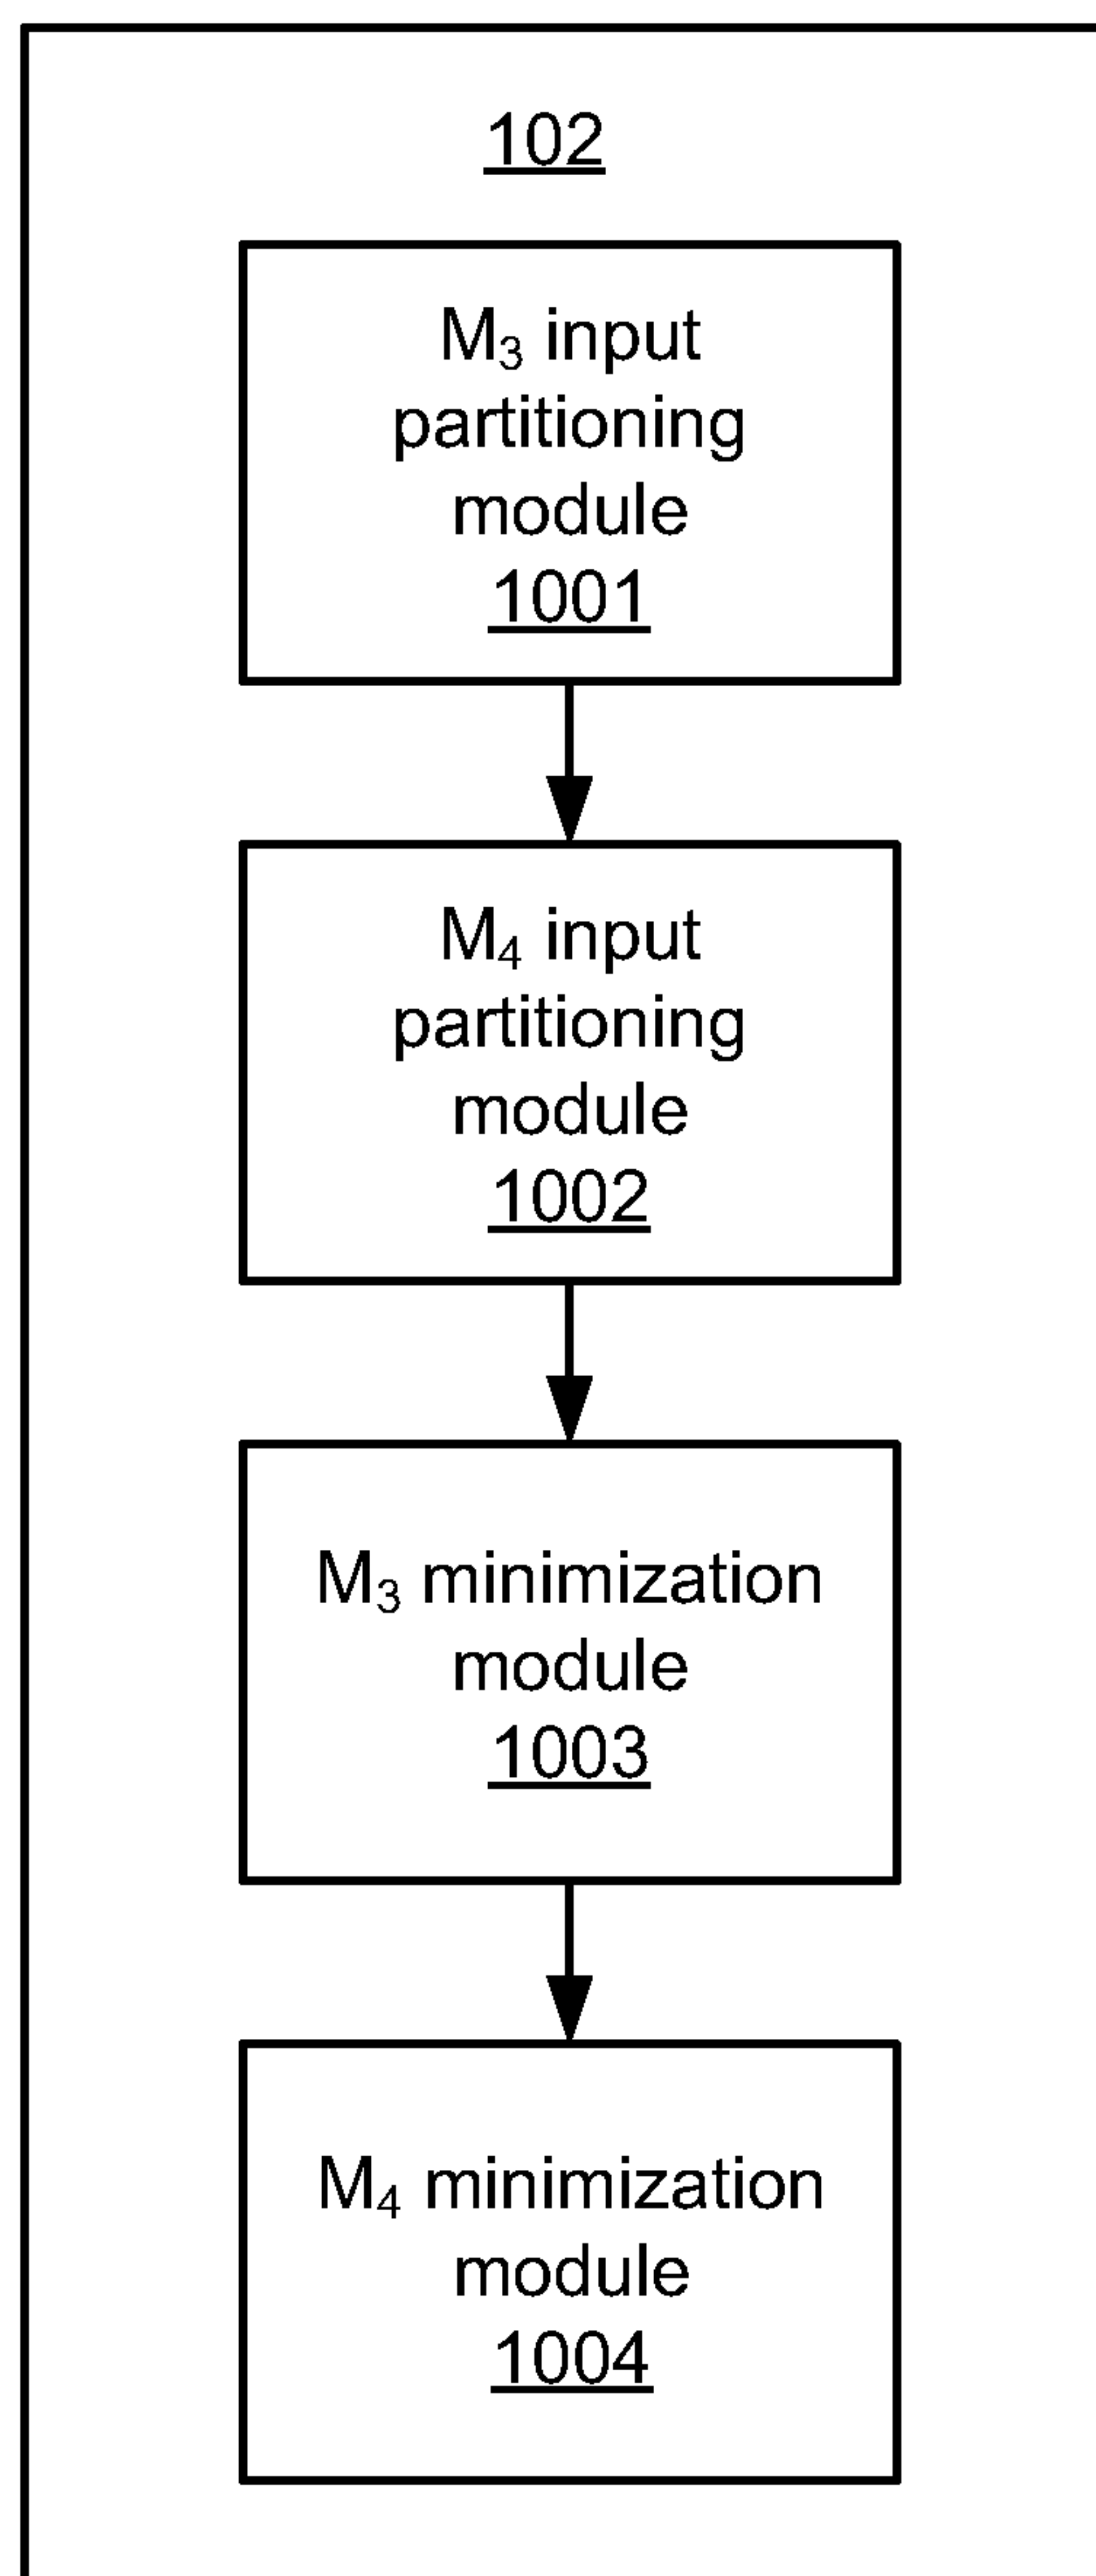 102
M₃ input
partitioning
module
1001
M₄ input
partitioning
module
1002
M₃ minimization
module
1003
M₄ minimization
module
1004